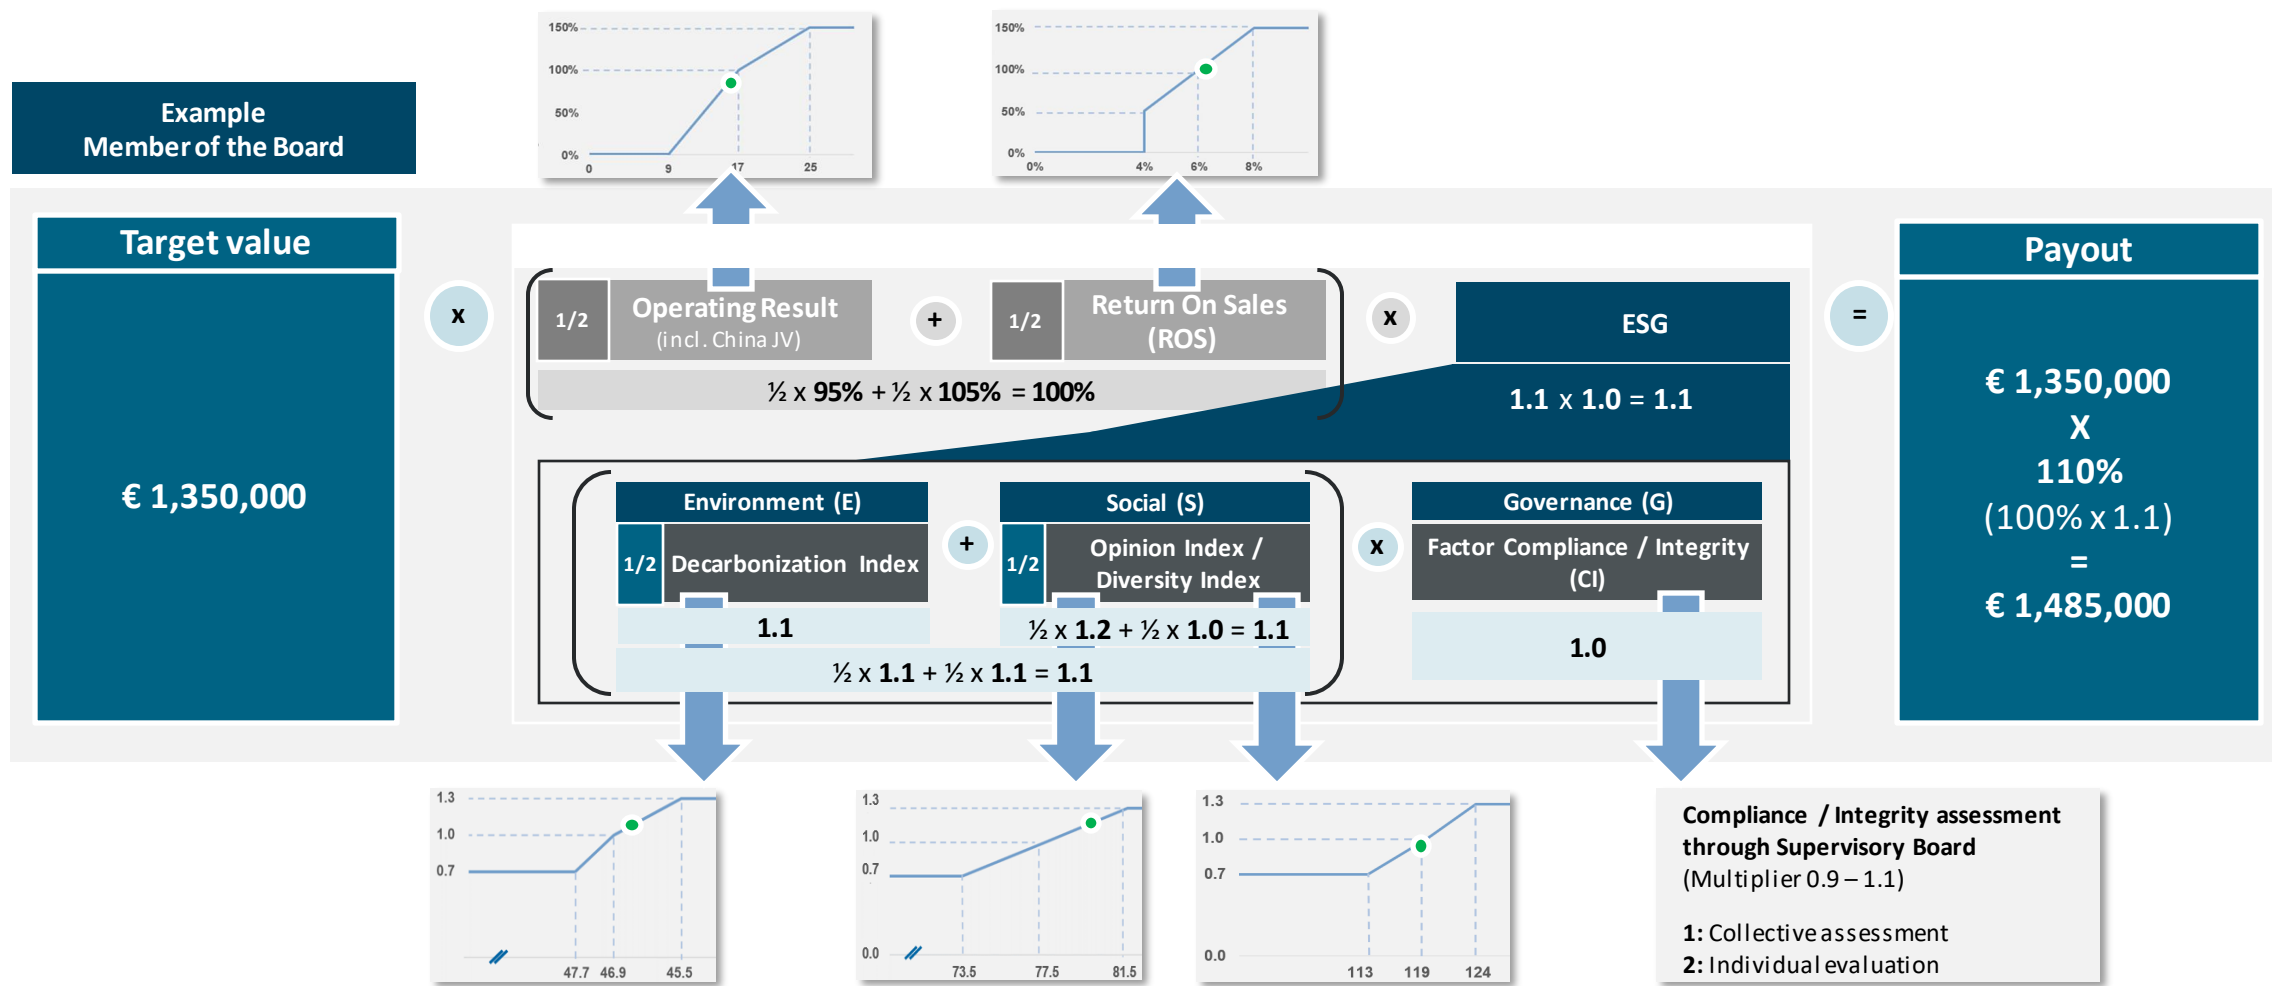 Example
Member of the Board
150%
100%
50%
0%
0
9
17
25
150%
100%
50%
0%
0%
4%
6%
8%
Target value
€ 1,350,000
x
1/2
Operating Result
(incl. China JV)
+
1/2
Return On Sales
(ROS)
½ x 95% + ½ x 105% = 100%
x
ESG
1.1 x 1.0 = 1.1
=
Payout
€ 1,350,000
X
110%
(100% x 1.1)
=
€ 1,485,000
Environment (E)
1/2
Decarbonization Index
1.1
+
Social (S)
1/2
Opinion Index /
Diversity Index
½ x 1.2 + ½ x 1.0 = 1.1
½ x 1.1 + ½ x 1.1 = 1.1
x
Governance (G)
Factor Compliance / Integrity
(CI)
1.0
1.3
1.0
0.7
47.7
46.9
45.5
1.3
1.0
0.7
0.0
73.5
77.5
81.5
1.3
1.0
0.7
0.0
113
119
124
Compliance / Integrity assessment
through Supervisory Board
(Multiplier 0.9 – 1.1)
1: Collective assessment
2: Individual evaluation